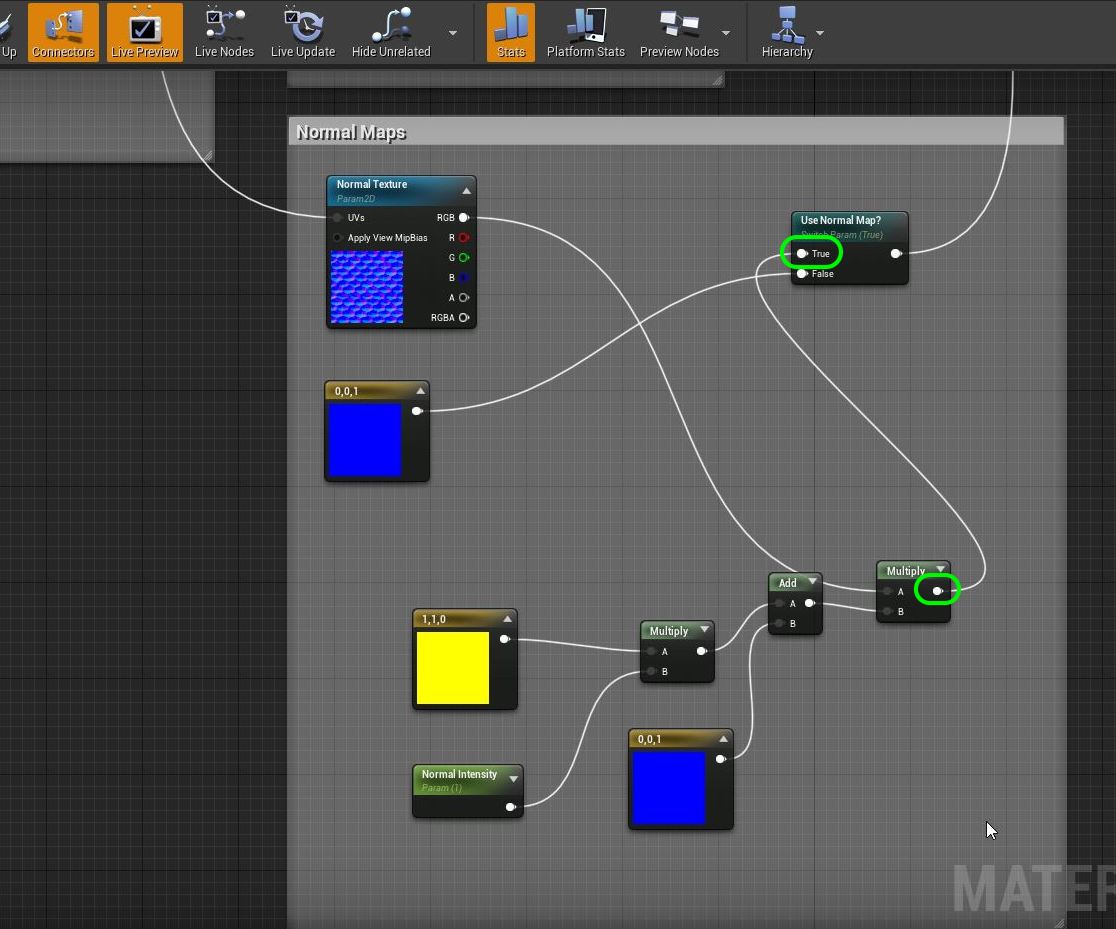 Up
Connectors
Live Preview
Live Nodes
Live Update
Hide Unrelated
Stats
Platform Stats
Preview Nodes
Hierarchy
Normal Maps
Normal Texture
Param2D
UVs
RGB
Apply View MipBias
R
G
B
A
RGBA
Use Normal Map?
Switch Param (True)
True
False
0,0,1
Multiply
A
B
Add
A
B
1,1,0
Multiply
A
B
0,0,1
Normal Intensity
Param (1)
MATER